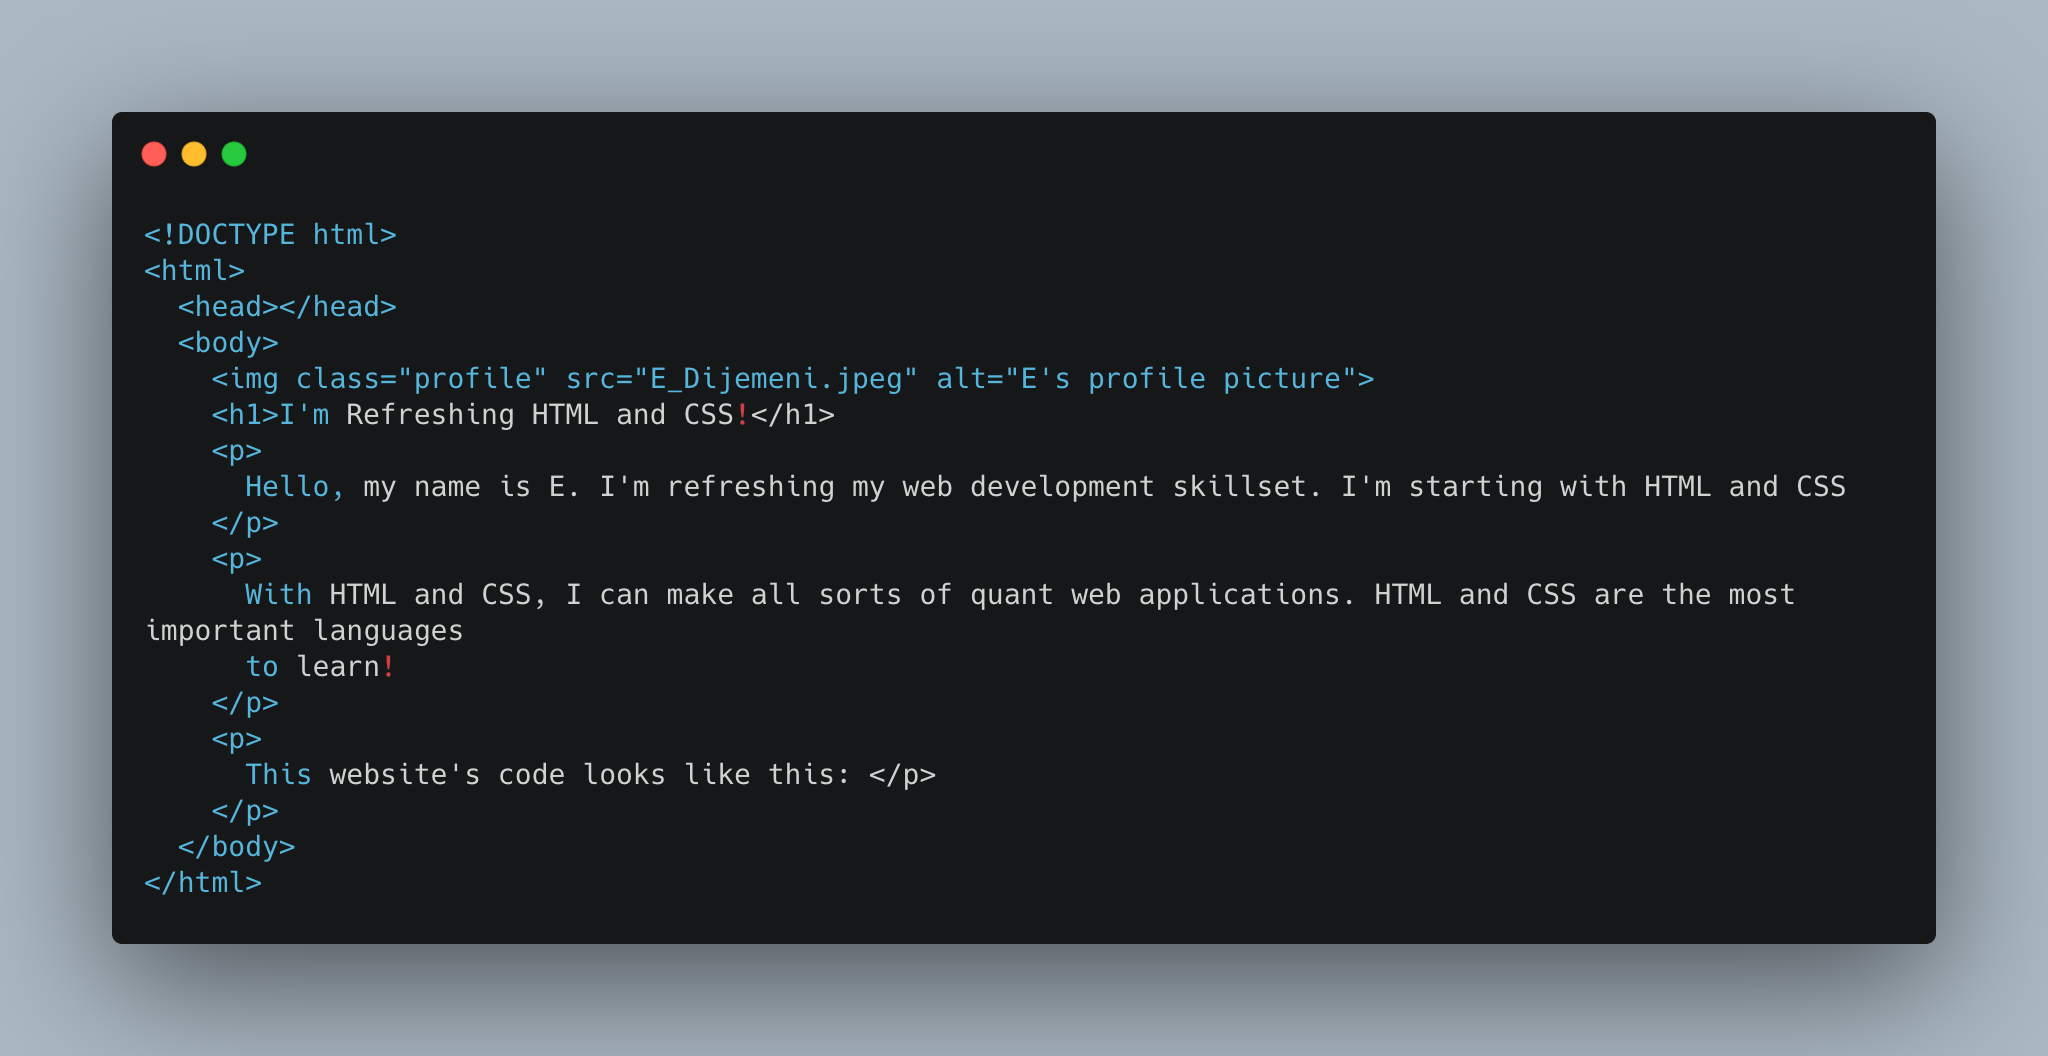 <!DOCTYPE html>
<html>
  <head></head>
  <body>
    <img class="profile" src="E_Dijemeni.jpeg" alt="E's profile picture">
    <h1>I'm Refreshing HTML and CSS!</h1>
    <p>
      Hello, my name is E. I'm refreshing my web development skillset. I'm starting with HTML and CSS
    </p>
    <p>
      With HTML and CSS, I can make all sorts of quant web applications. HTML and CSS are the most
important languages
      to learn!
    </p>
    <p>
      This website's code looks like this: </p>
    </p>
  </body>
</html>